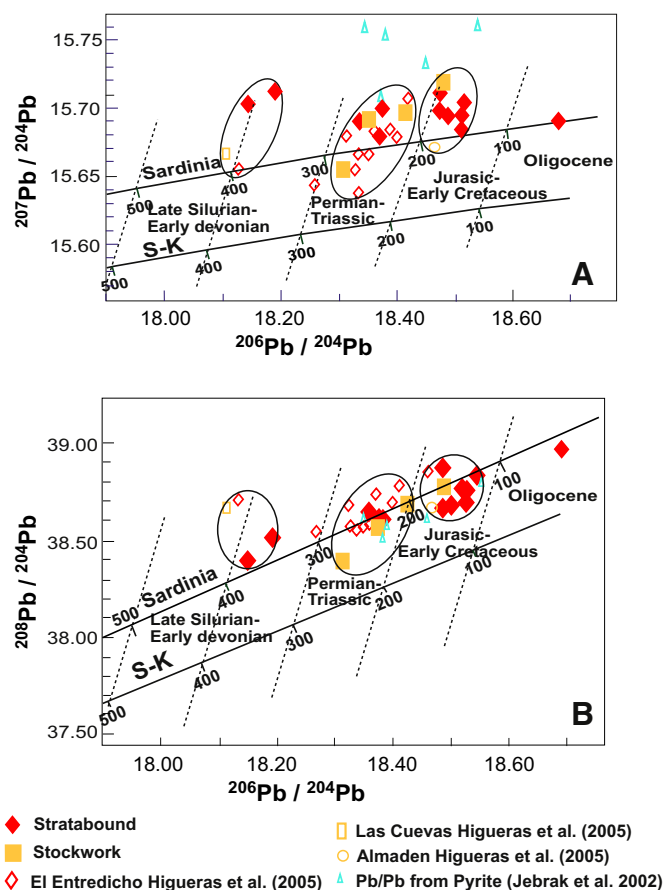 15.75
15.70
15.65
15.60
207Pb / 204Pb
Sardinia
500
400
300
200
100
Oligocene
Late Silurian-
Early devonian
Permian-
Triassic
Jurasic-
Early Cretaceous
S-K
500
400
300
200
100
A
18.00
18.20
18.40
18.60
206Pb / 204Pb
39.00
38.50
38.00
37.50
208Pb / 204Pb
100
Oligocene
200
Jurasic-
Early Cretaceous
300
Permian-
Triassic
400
500
Sardinia
Late Silurian-
Early devonian
S-K
100
200
300
400
500
B
18.00
18.20
18.40
18.60
206Pb / 204Pb
Stratabound
Stockwork
El Entredicho Higueras et al. (2005)
Las Cuevas Higueras et al. (2005)
Almaden Higueras et al. (2005)
Pb/Pb from Pyrite (Jebrak et al. 2002)